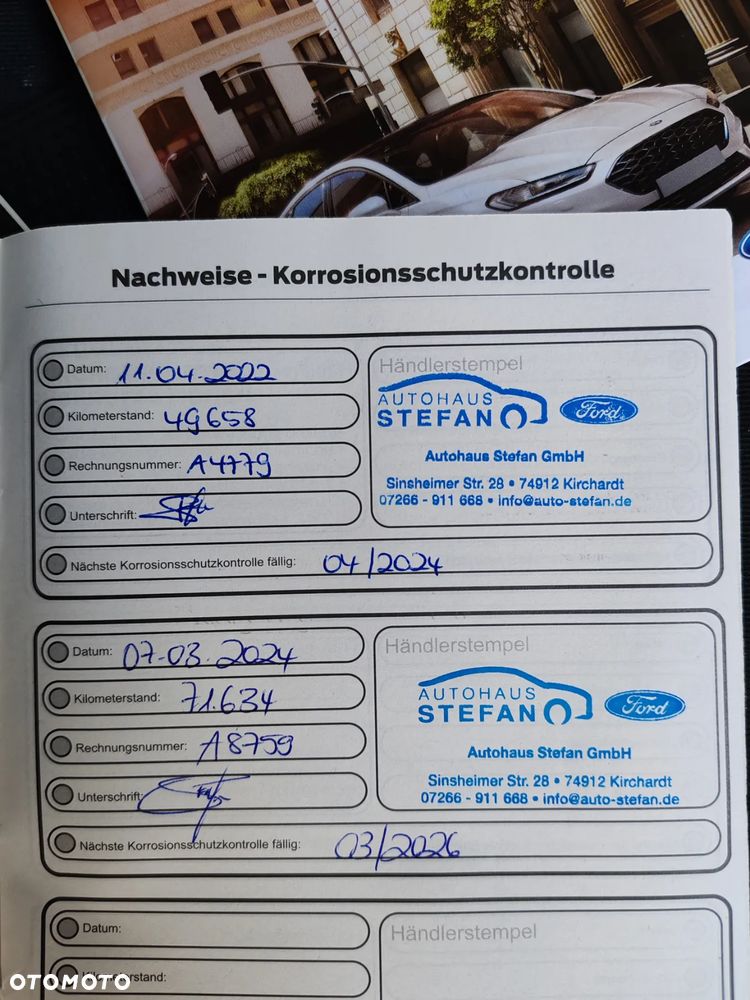 Nachweise - Korrosionsschutzkontrolle
Datum: 11.04.2022
Kilometerstand: 49658
Rechnungsnummer: A4779
Unterschrift:
Händlerstempel
AUTOHAUS
STEFAN
Ford
Autohaus Stefan GmbH
Sinsheimer Str. 28 • 74912 Kirchardt
07266 - 911 668 • info@auto-stefan.de
Nächste Korrosionsschutzkontrolle fällig: 04/2024
Datum: 07-03.2024
Kilometerstand: 71.634
Rechnungsnummer: A8759
Unterschrift:
Händlerstempel
AUTOHAUS
STEFAN
Ford
Autohaus Stefan GmbH
Sinsheimer Str. 28 • 74912 Kirchardt
07266 - 911 668 • info@auto-stefan.de
Nächste Korrosionsschutzkontrolle fällig: 03/2026
Datum:
Händlerstempel
Kilometerstand:
OTOMOTO